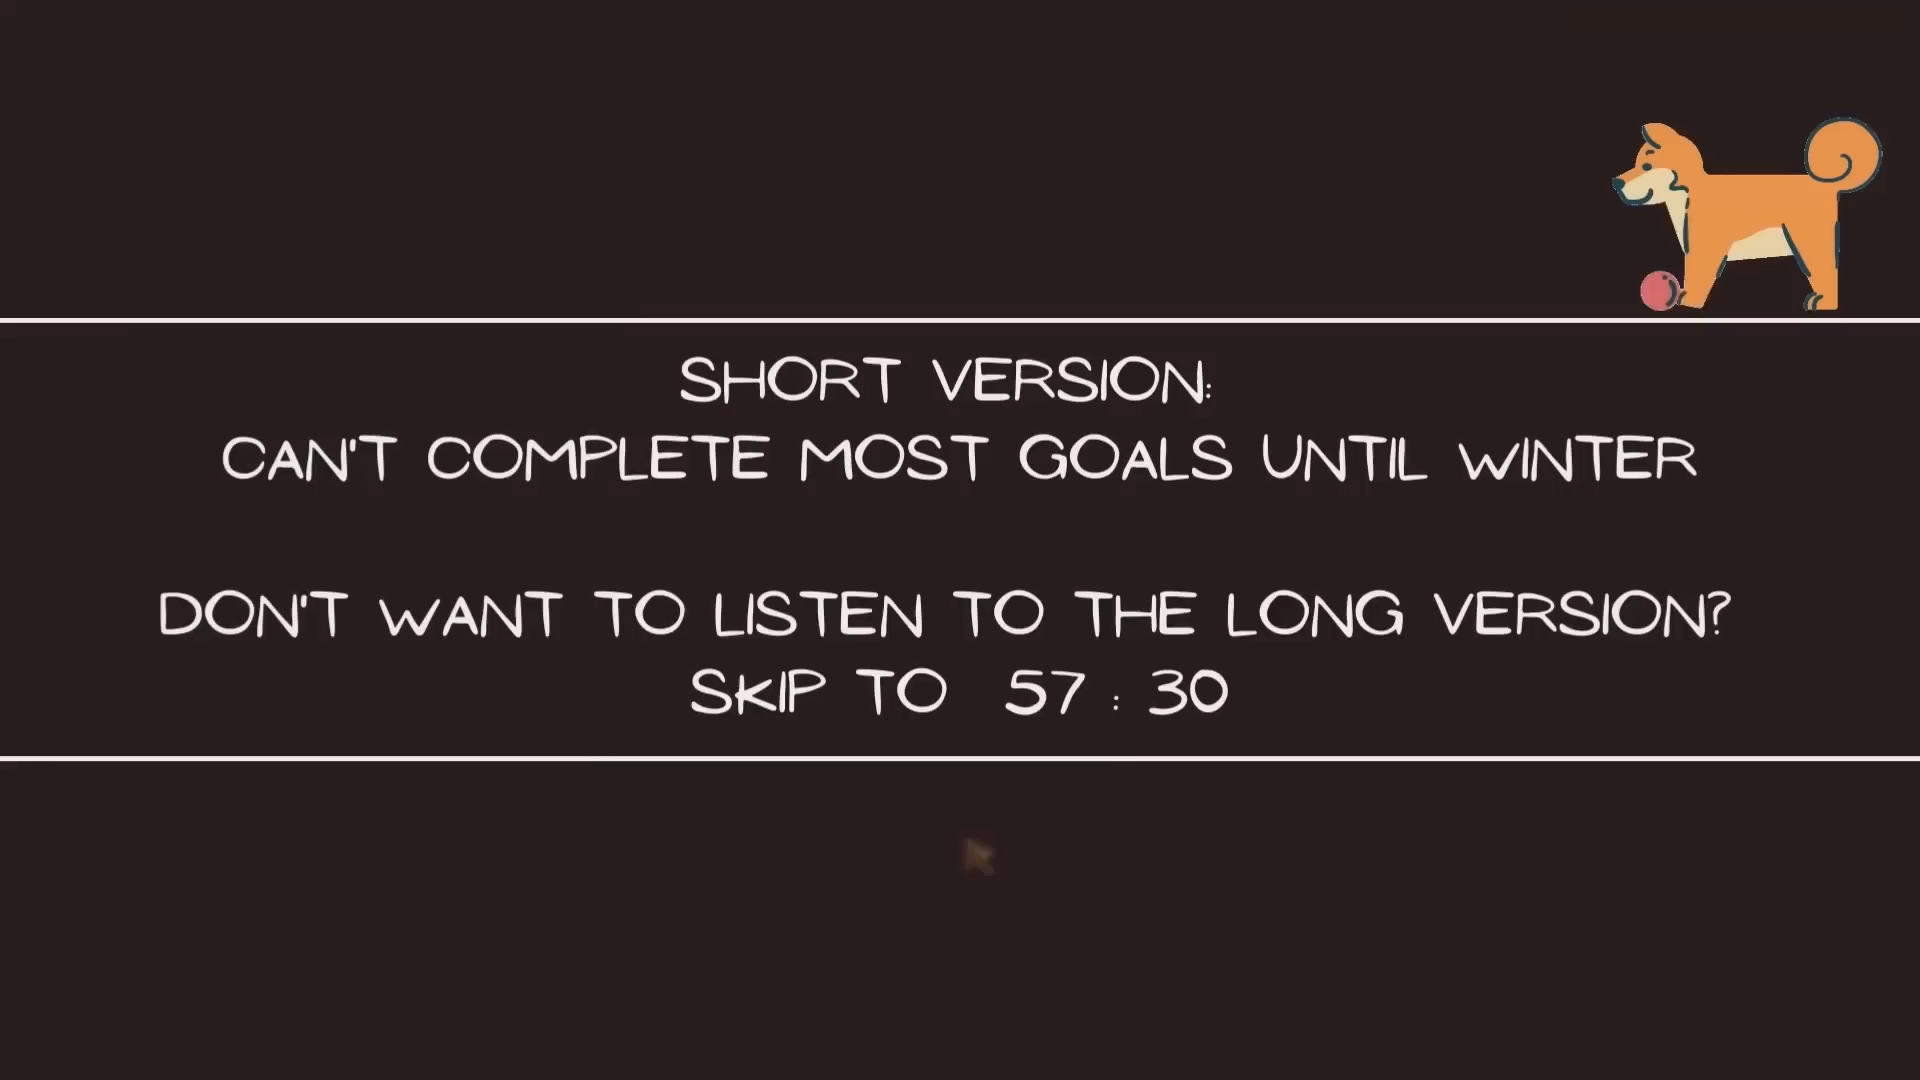 SHORT VERSION:
CAN'T COMPLETE MOST GOALS UNTIL WINTER
DON'T WANT TO LISTEN TO THE LONG VERSION?
SKIP TO 57 : 30